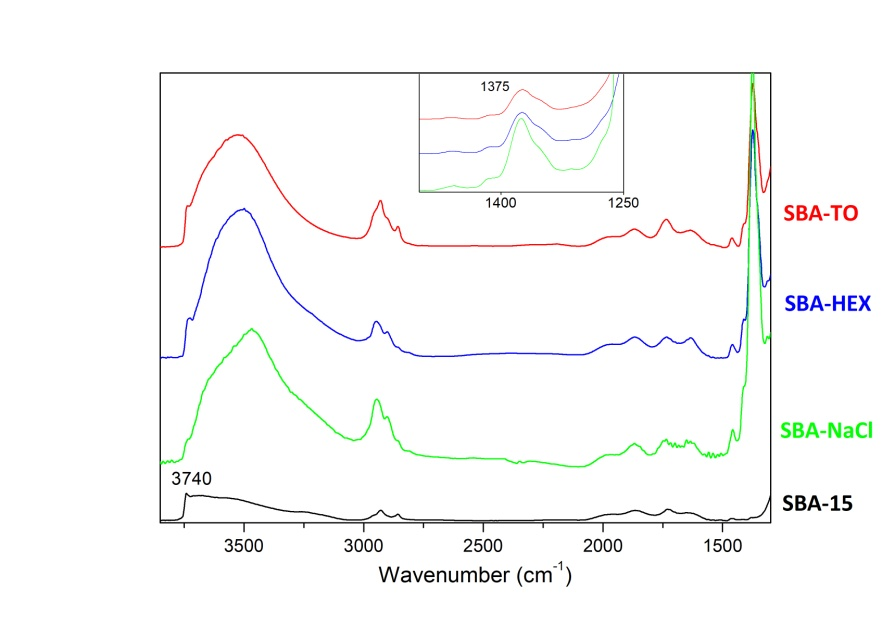 1375
1400 1250
SBA-TO
SBA-HEX
SBA-NaCl
3740
SBA-15
3500 3000 2500 2000 1500
Wavenumber (cm-1)